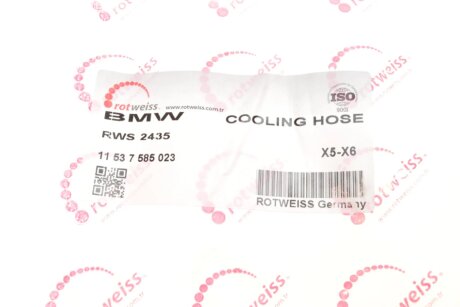 rotweiss
www.rotweiss.com.tr
BMW
COOLING HOSE
ISO
9001
RWS 2435
11 53 7 585 023
X5-X6
ROTWEISS Germany